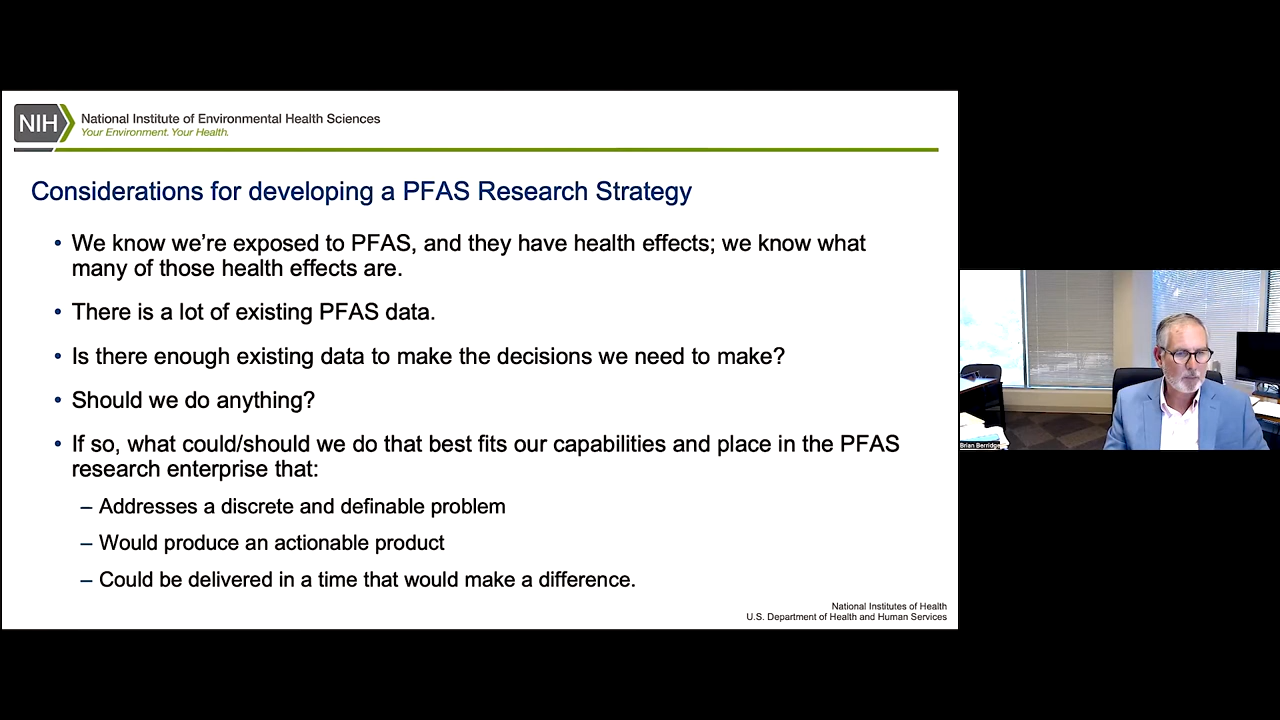 NIH
National Institute of Environmental Health Sciences
Your Environment. Your Health.
Considerations for developing a PFAS Research Strategy
• We know we're exposed to PFAS, and they have health effects; we know what
many of those health effects are.
• There is a lot of existing PFAS data.
• Is there enough existing data to make the decisions we need to make?
• Should we do anything?
• If so, what could/should we do that best fits our capabilities and place in the PFAS
research enterprise that:
– Addresses a discrete and definable problem
– Would produce an actionable product
– Could be delivered in a time that would make a difference.
National Institutes of Health
U.S. Department of Health and Human Services
Brian Berridge